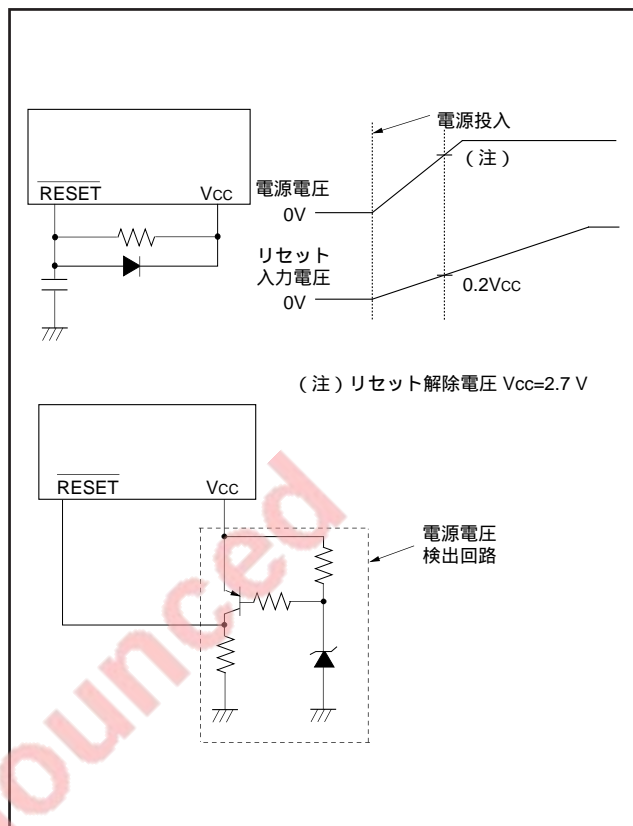 電源投入
(注)
RESET
Vcc
電源電圧
0V
リセット
入力電圧
0V
0.2Vcc
(注)リセット解除電圧 Vcc=2.7 V
RESET
Vcc
電源電圧
検出回路
ounced